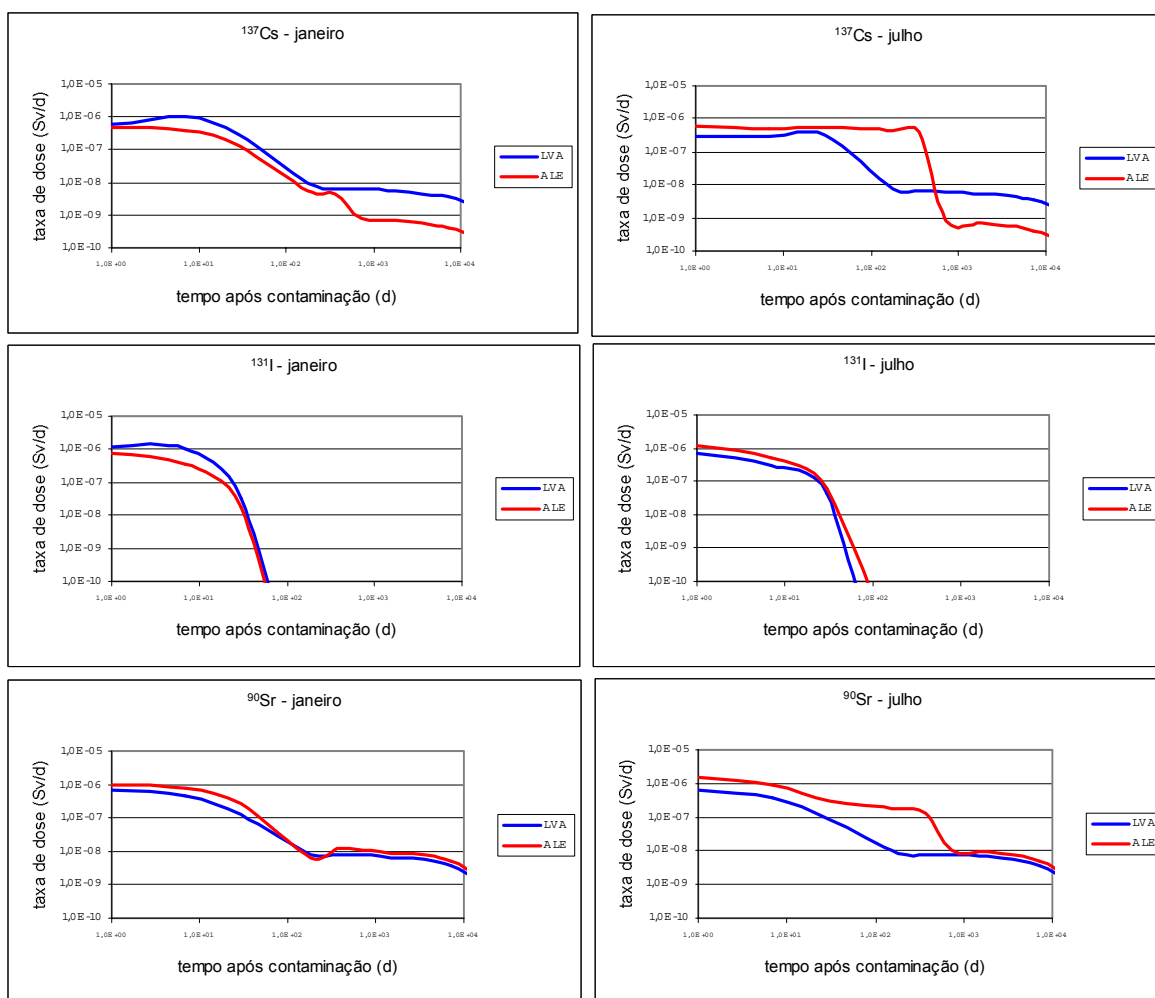 ¹³⁷Cs - janeiro
taxa de dose (Sv/d)
1,0E-05
1,0E-06
1,0E-07
1,0E-08
1,0E-09
1,0E-10
1,0E+00 1,0E+01 1,0E+02 1,0E+03 1,0E+04
tempo após contaminação (d)
LVA
ALE
¹³⁷Cs - julho
taxa de dose (Sv/d)
1,0E-05
1,0E-06
1,0E-07
1,0E-08
1,0E-09
1,0E-10
1,0E+00 1,0E+01 1,0E+02 1,0E+03 1,0E+04
tempo após contaminação (d)
LVA
ALE
¹³¹I - janeiro
taxa de dose (Sv/d)
1,0E-05
1,0E-06
1,0E-07
1,0E-08
1,0E-09
1,0E-10
1,0E+00 1,0E+01 1,0E+02 1,0E+03 1,0E+04
tempo após contaminação (d)
LVA
ALE
¹³¹I - julho
taxa de dose (Sv/d)
1,0E-05
1,0E-06
1,0E-07
1,0E-08
1,0E-09
1,0E-10
1,0E+00 1,0E+01 1,0E+02 1,0E+03 1,0E+04
tempo após contaminação (d)
LVA
ALE
⁹⁰Sr - janeiro
taxa de dose (Sv/d)
1,0E-05
1,0E-06
1,0E-07
1,0E-08
1,0E-09
1,0E-10
1,0E+00 1,0E+01 1,0E+02 1,0E+03 1,0E+04
tempo após contaminação (d)
LVA
ALE
⁹⁰Sr - julho
taxa de dose (Sv/d)
1,0E-05
1,0E-06
1,0E-07
1,0E-08
1,0E-09
1,0E-10
1,0E+00 1,0E+01 1,0E+02 1,0E+03 1,0E+04
tempo após contaminação (d)
LVA
ALE